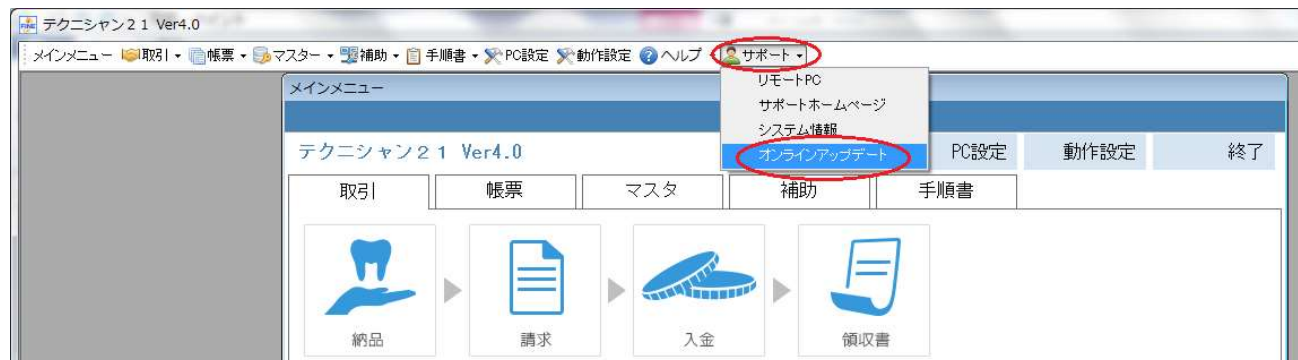 テクニシャン21 Ver4.0
メインメニュー 取引 帳票 マスター 補助 手順書 PC設定 動作設定 ヘルプ サポート
リモートPC
サポートホームページ
システム情報
オンラインアップデート
メインメニュー
テクニシャン21 Ver4.0 PC設定 動作設定 終了
取引 帳票 マスタ 補助 手順書
納品 請求 入金 領収書